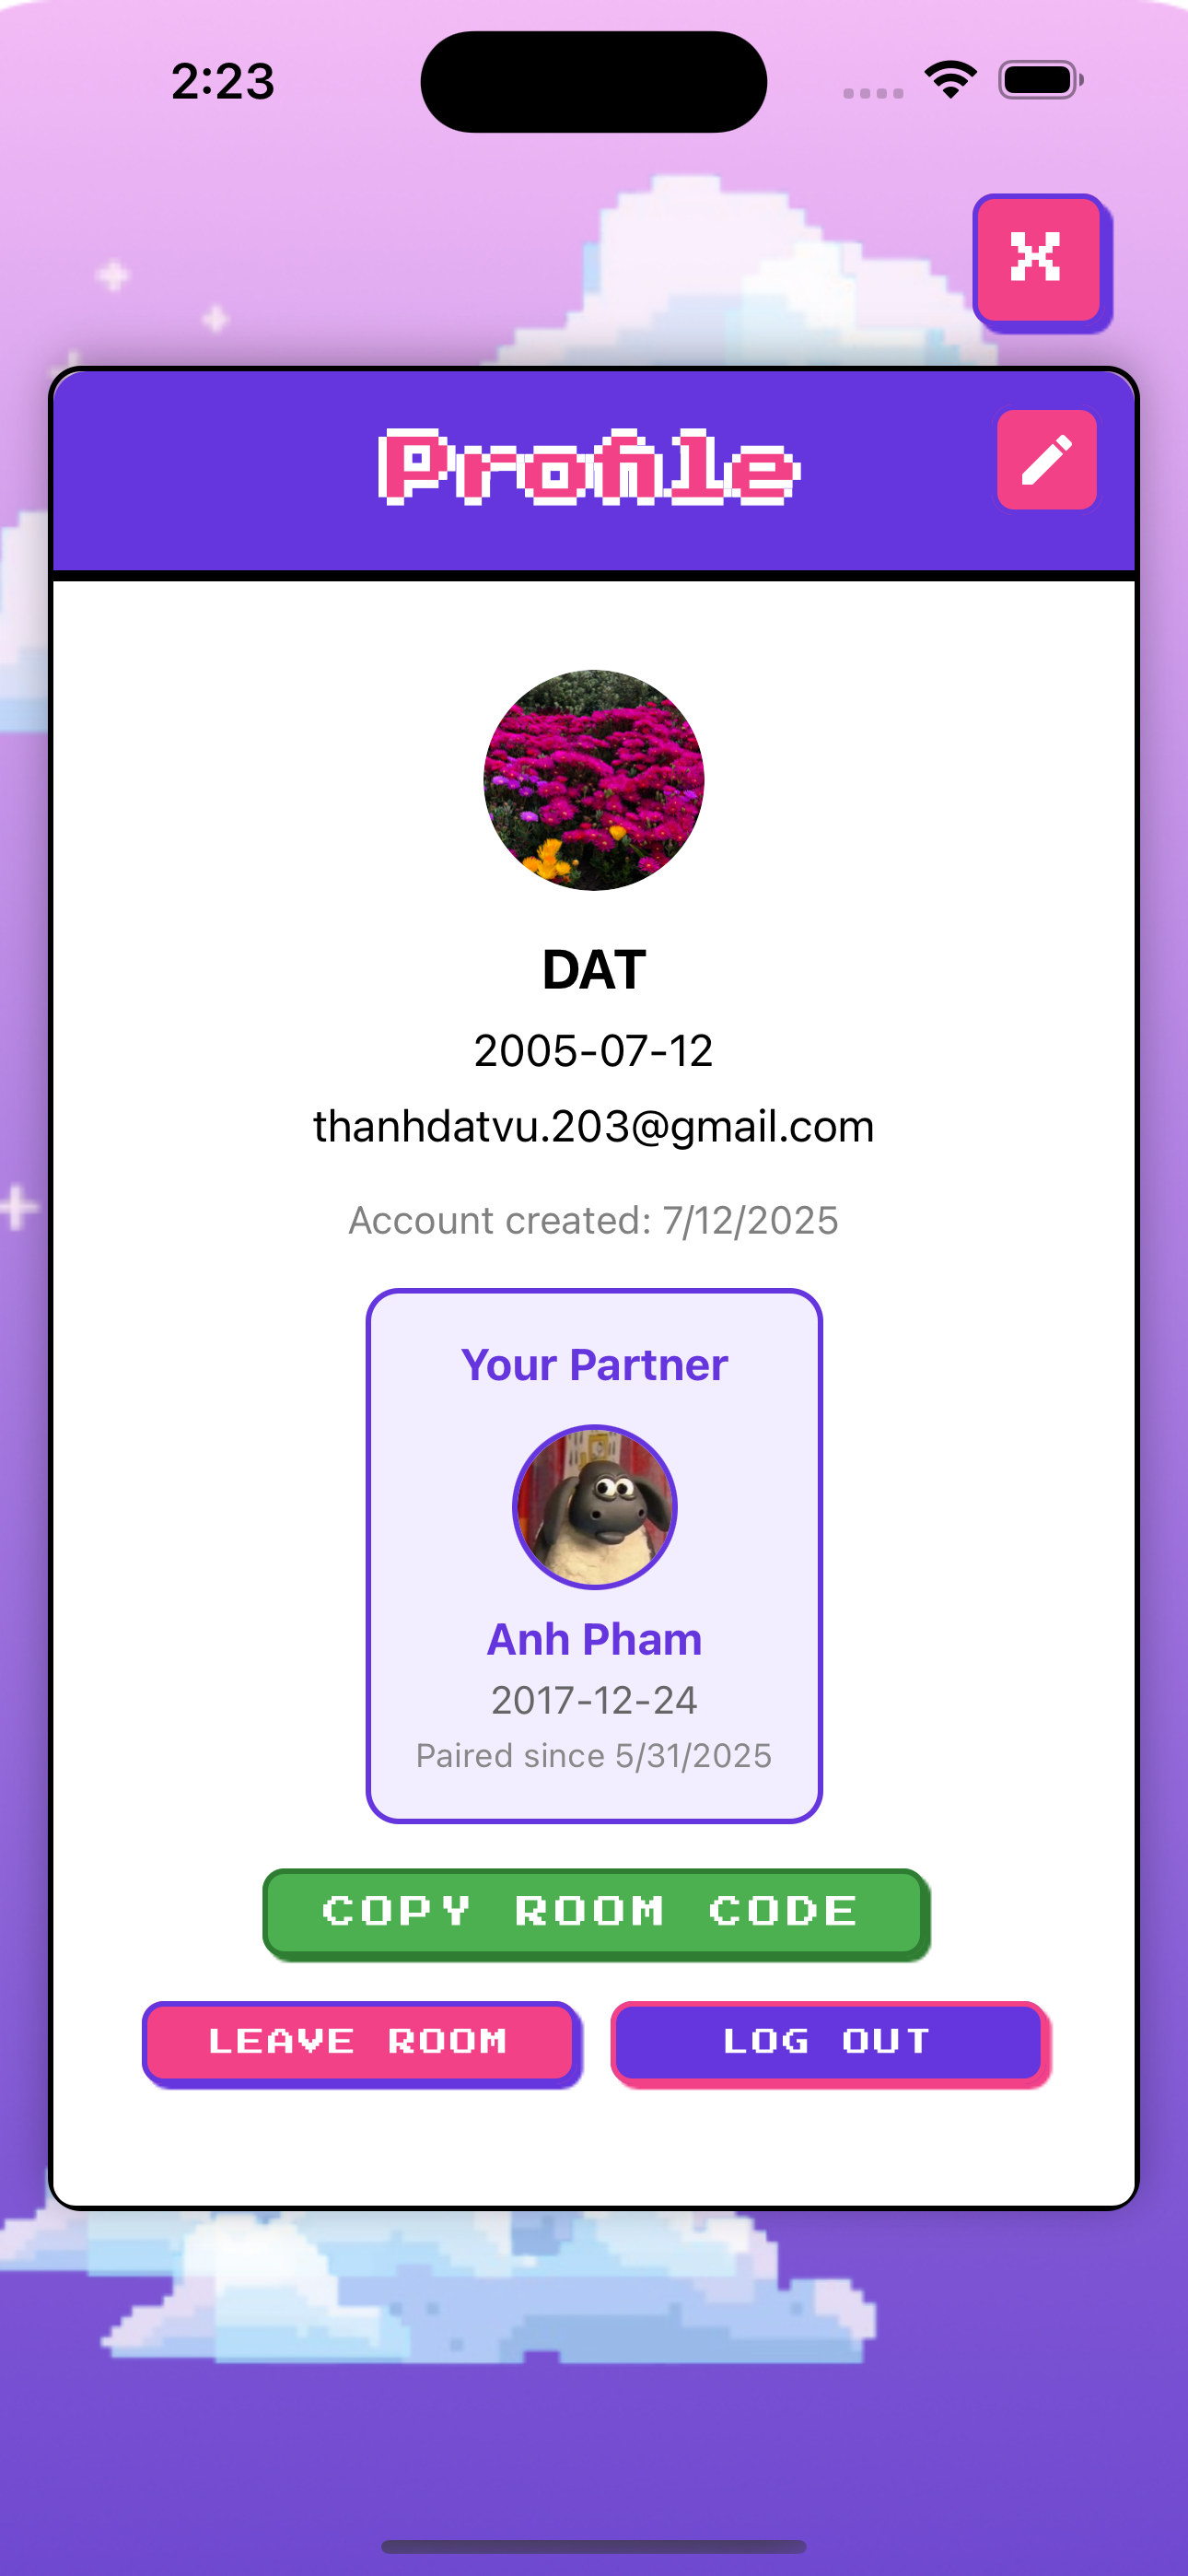 2:23
X
Profile
DAT
2005-07-12
thanhdatvu.203@gmail.com
Account created: 7/12/2025
Your Partner
Anh Pham
2017-12-24
Paired since 5/31/2025
COPY ROOM CODE
LEAVE ROOM
LOG OUT